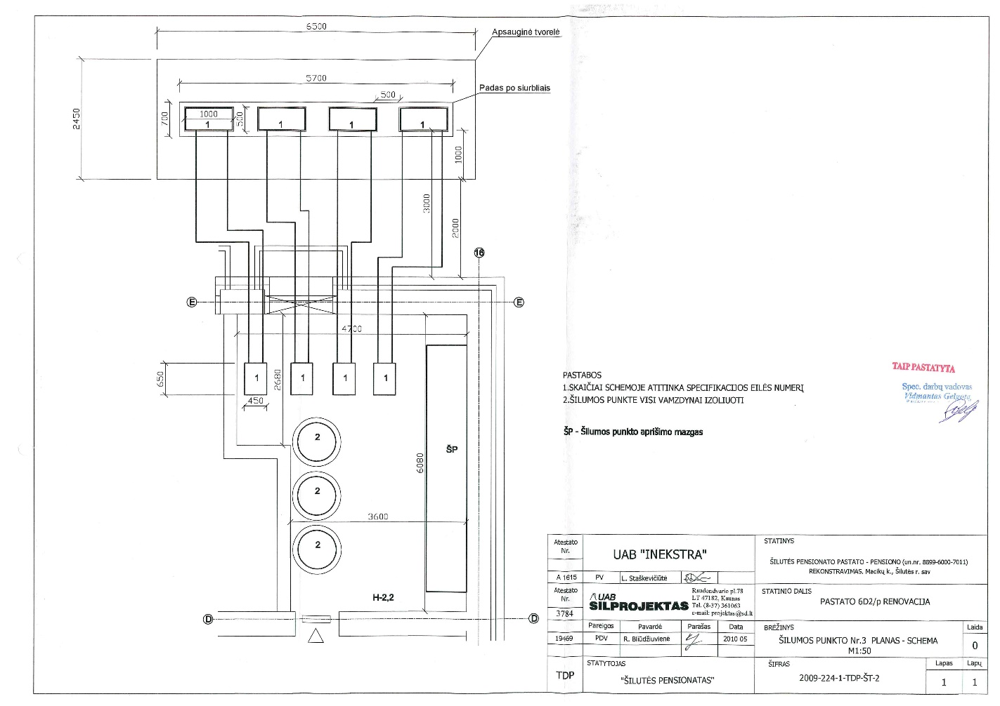 6500
Apsauginė tvorelė
5700
Padas po siurbliais
500
2450
700
1000
500
1
1
1
1
1000
3000
2000
16
E
E
4700
650
2680
1
1
1
1
450
2
ŠP
6080
2
3600
2
H-2,2
D
D
PASTABOS
1.SKAIČIAI SCHEMOJE ATITINKA SPECIFIKACIJOS EILĖS NUMERĮ
2.ŠILUMOS PUNKTE VISI VAMZDYNAI IZOLIUOTI
ŠP - Šilumos punkto aprišimo mazgas
TAIP PASTATYTA
Spec. darbų vadovas
Vidmantas Gelgota
Atestato
Nr.
UAB "INEKSTRA"
A 1615
PV
L. Staškevičiūtė
Atestato
Nr.
3784
UAB
SILPROJEKTAS
Raudondvario pl.78
LT 47182, Kaunas
Tel. (8-37) 361063
e-mail: projektas@sd.lt
Pareigos
Pavardė
Parašas
Data
19469
PDV
R. Bliūdžiuvienė
2010 05
TDP
STATYTOJAS
"ŠILUTĖS PENSIONATAS"
STATINYS
ŠILUTĖS PENSIONATO PASTATO - PENSIONO (un.nr. 8899-6000-7011)
REKONSTRAVIMAS, Macikų k., Šilutės r. sav
STATINIO DALIS
PASTATO 6D2/p RENOVACIJA
BRĖŽINYS
ŠILUMOS PUNKTO Nr.3 PLANAS - SCHEMA
M1:50
Laida
0
ŠIFRAS
2009-224-1-TDP-ŠT-2
Lapas
1
Lapų
1